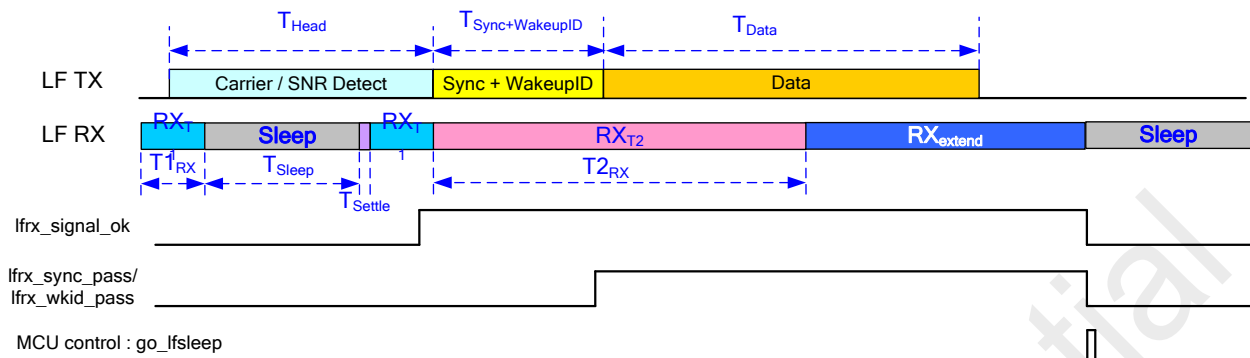 THead
TSync+WakeupID
TData
LF TX
Carrier / SNR Detect
Sync + WakeupID
Data
LF RX
RXT1
Sleep
RXT1
RXT2
RXextend
Sleep
T1RX
TSleep
TSettle
T2RX
lfrx_signal_ok
lfrx_sync_pass/
lfrx_wkid_pass
MCU control : go_lfsleep
tial